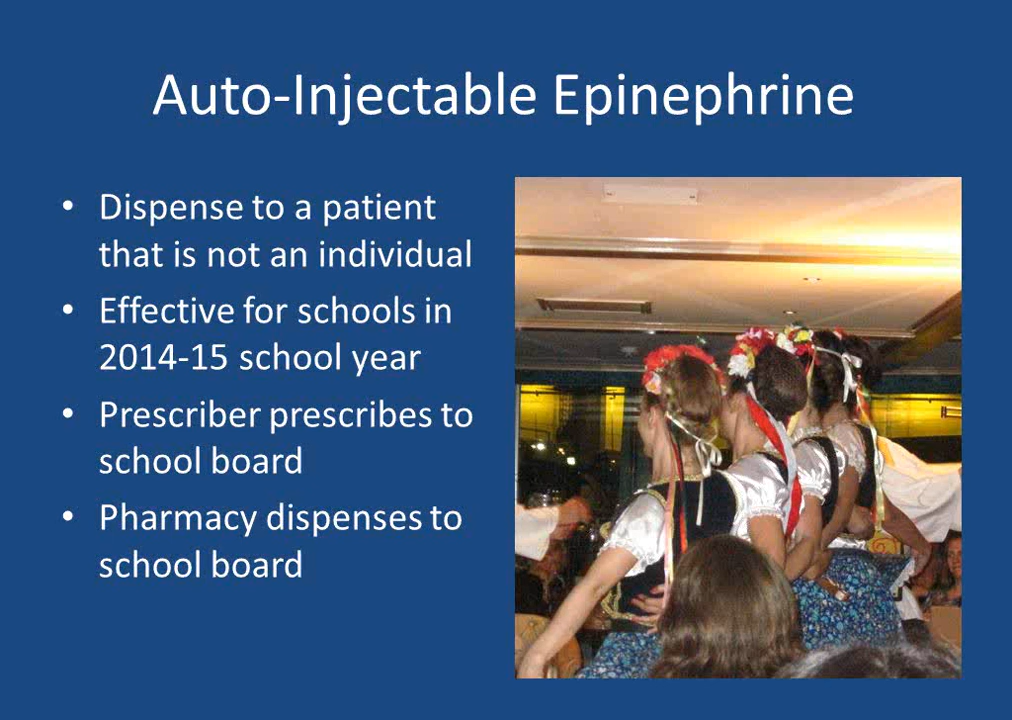 Auto-Injectable Epinephrine
• Dispense to a patient
that is not an individual
• Effective for schools in
2014-15 school year
• Prescriber prescribes to
school board
• Pharmacy dispenses to
school board